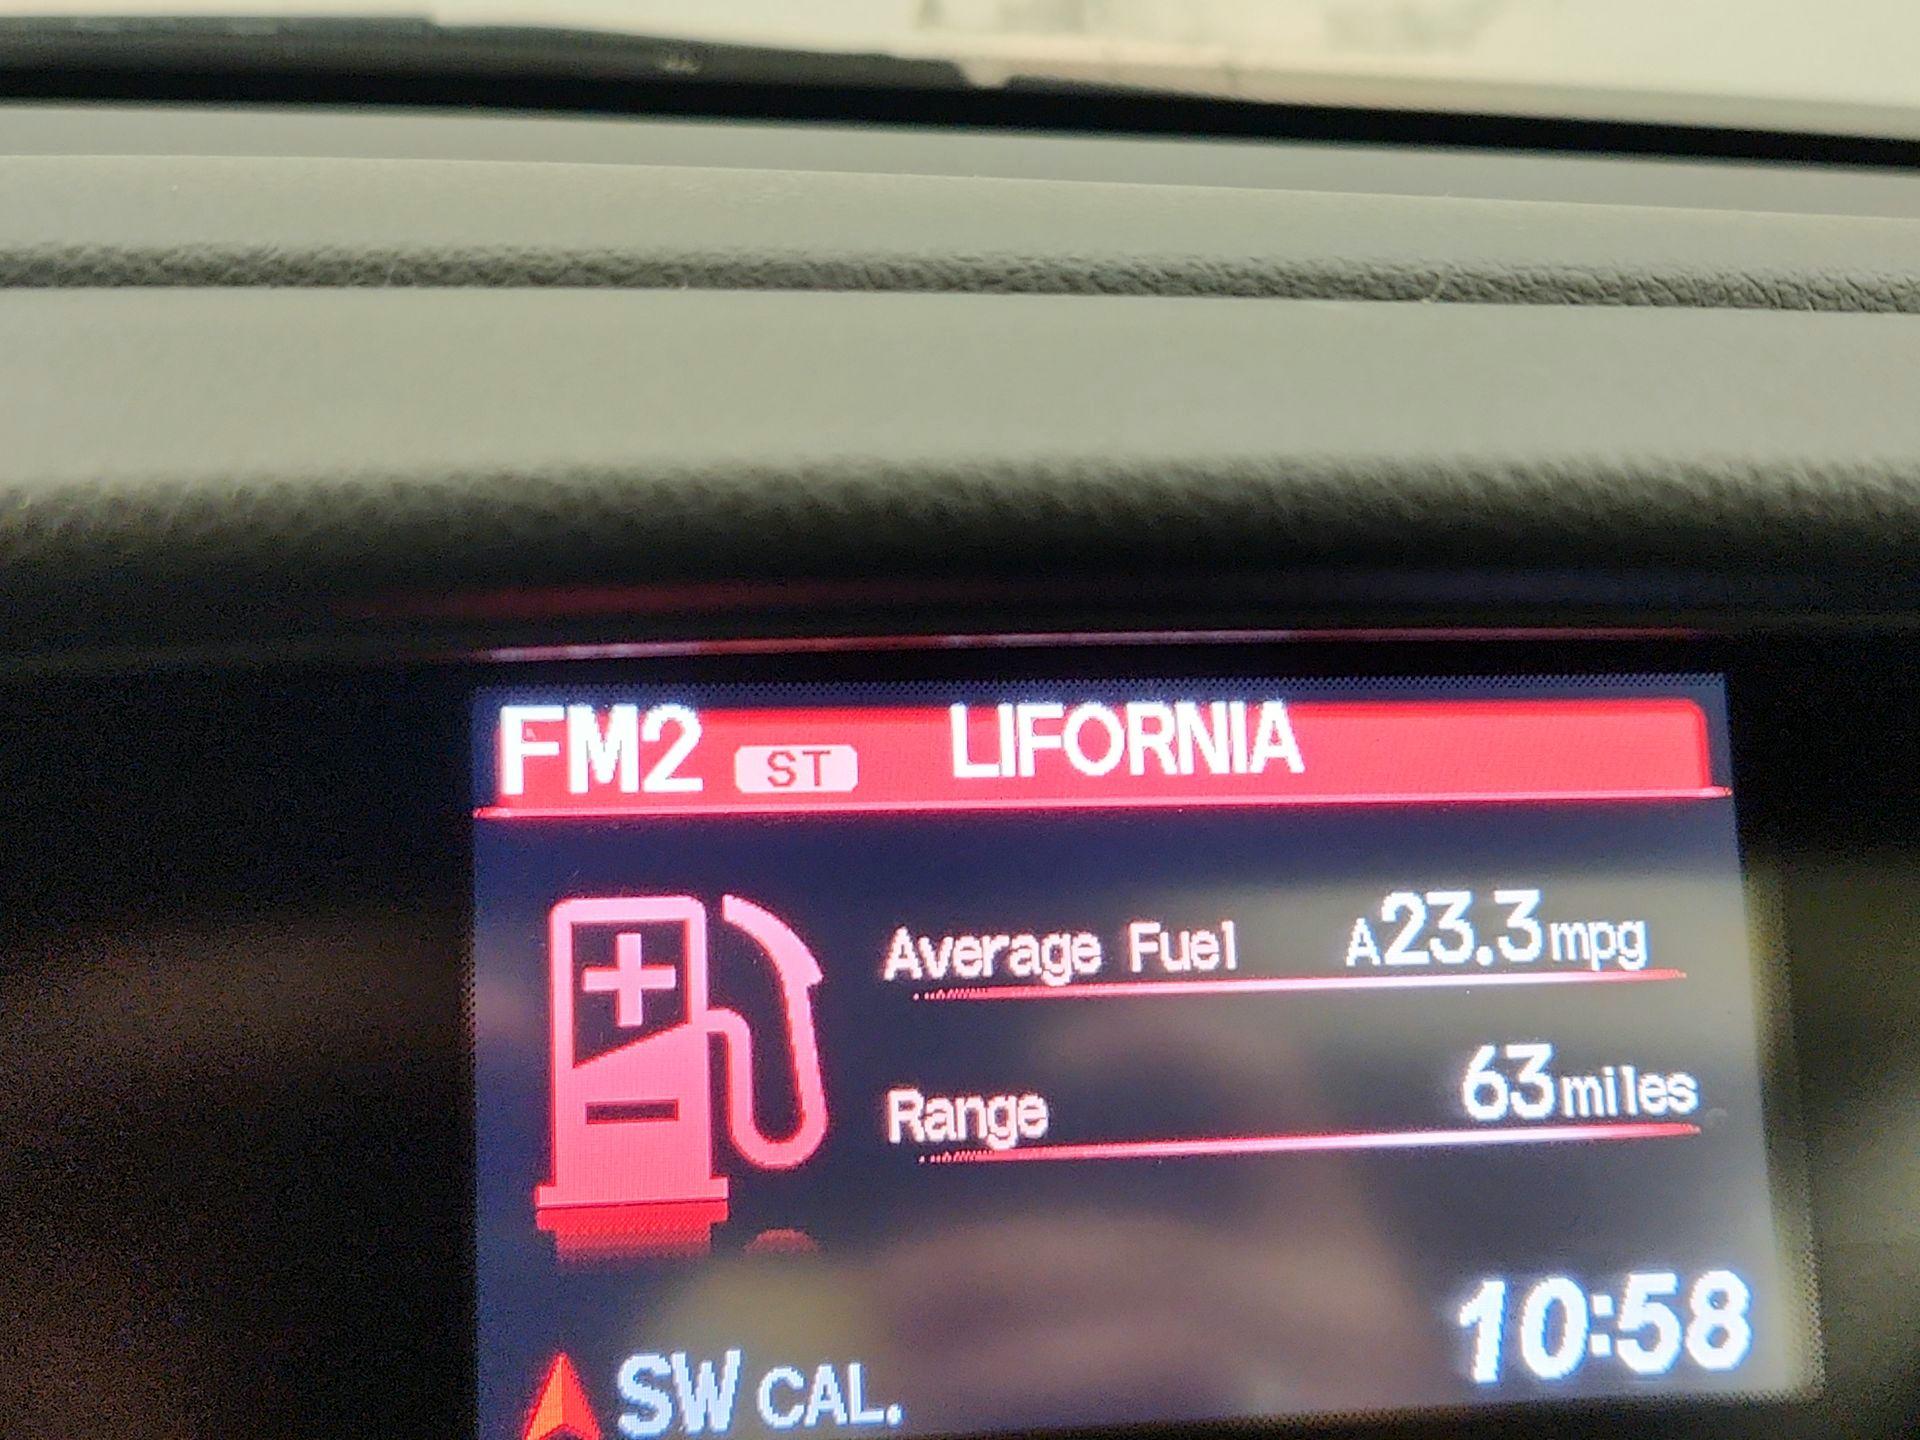 FM2 ST LIFORNIA
Average Fuel A23.3mpg
Range 63miles
10:58
SW CAL.